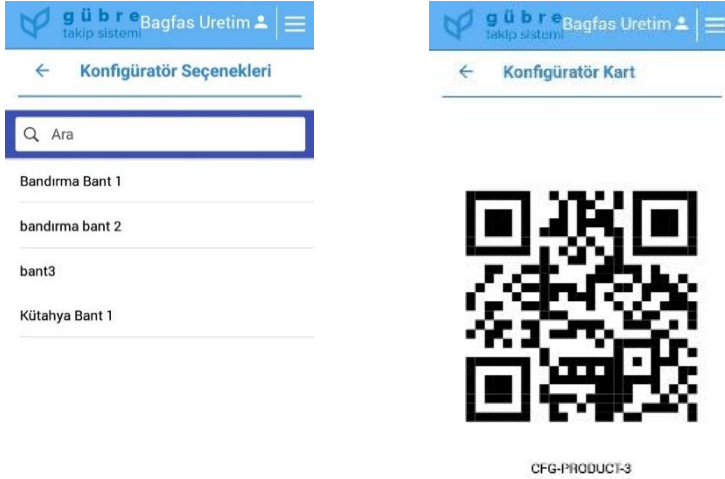 gübre
takip sistemi
Bagfas Uretim
Konfigüratör Seçenekleri
Ara
Bandırma Bant 1
bandırma bant 2
bant3
Kütahya Bant 1
gübre
takip sistemi
Bagfas Uretim
Konfigüratör Kart
CFG-PRODUCT-3